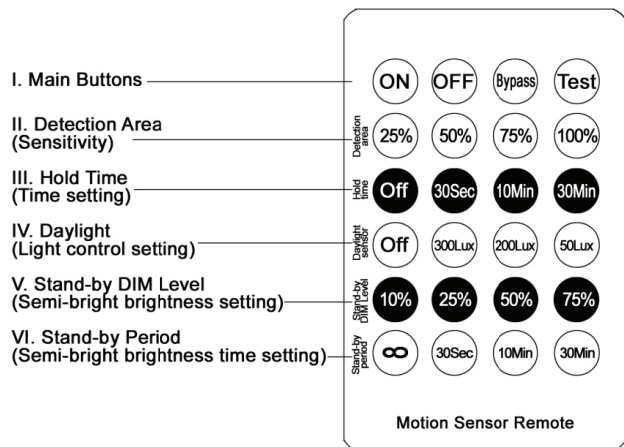 I. Main Buttons
ON OFF Bypass Test
II. Detection Area
(Sensitivity)
Detection
area
25% 50% 75% 100%
III. Hold Time
(Time setting)
Hold
time
Off 30Sec 10Min 30Min
IV. Daylight
(Light control setting)
Daylight
sensor
Off 300Lux 200Lux 50Lux
V. Stand-by DIM Level
(Semi-bright brightness setting)
Stand-by
DIM Level
10% 25% 50% 75%
VI. Stand-by Period
(Semi-bright brightness time setting)
Stand-by
period
∞ 30Sec 10Min 30Min
Motion Sensor Remote